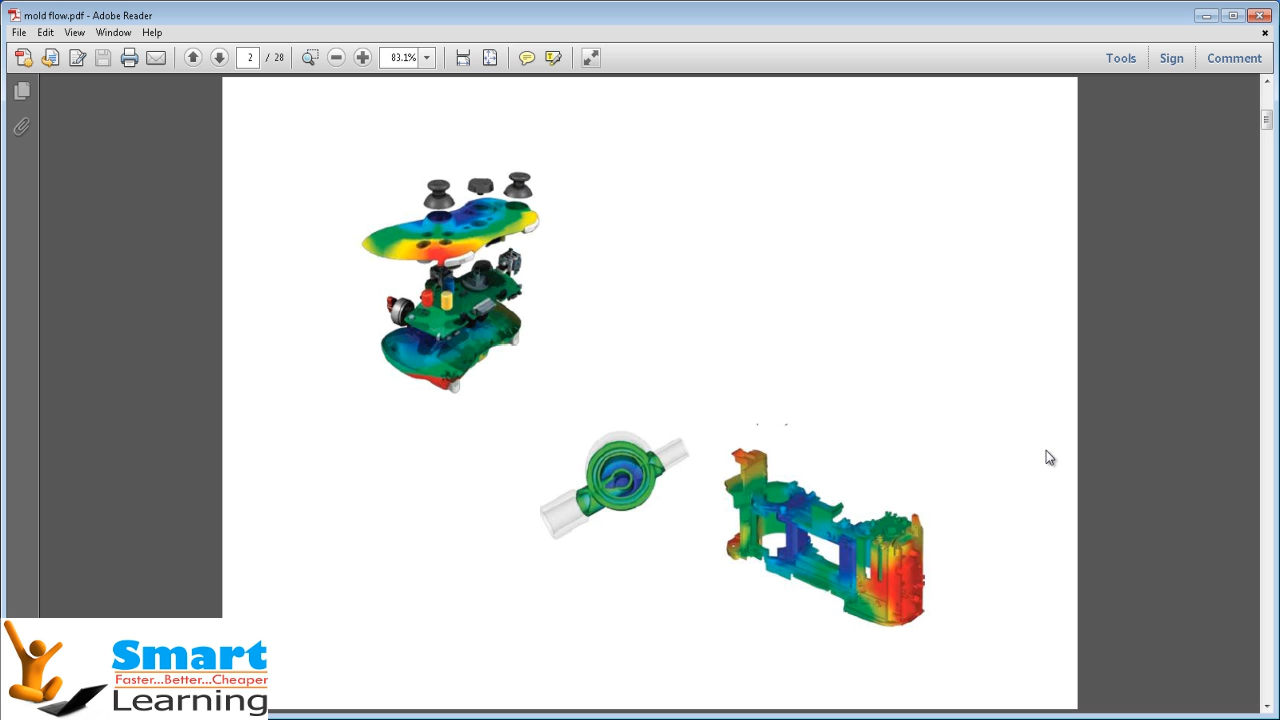 mold flow.pdf - Adobe Reader
File Edit View Window Help
2 / 28 83.1% Tools Sign Comment
Smart
Faster...Better...Cheaper
Learning